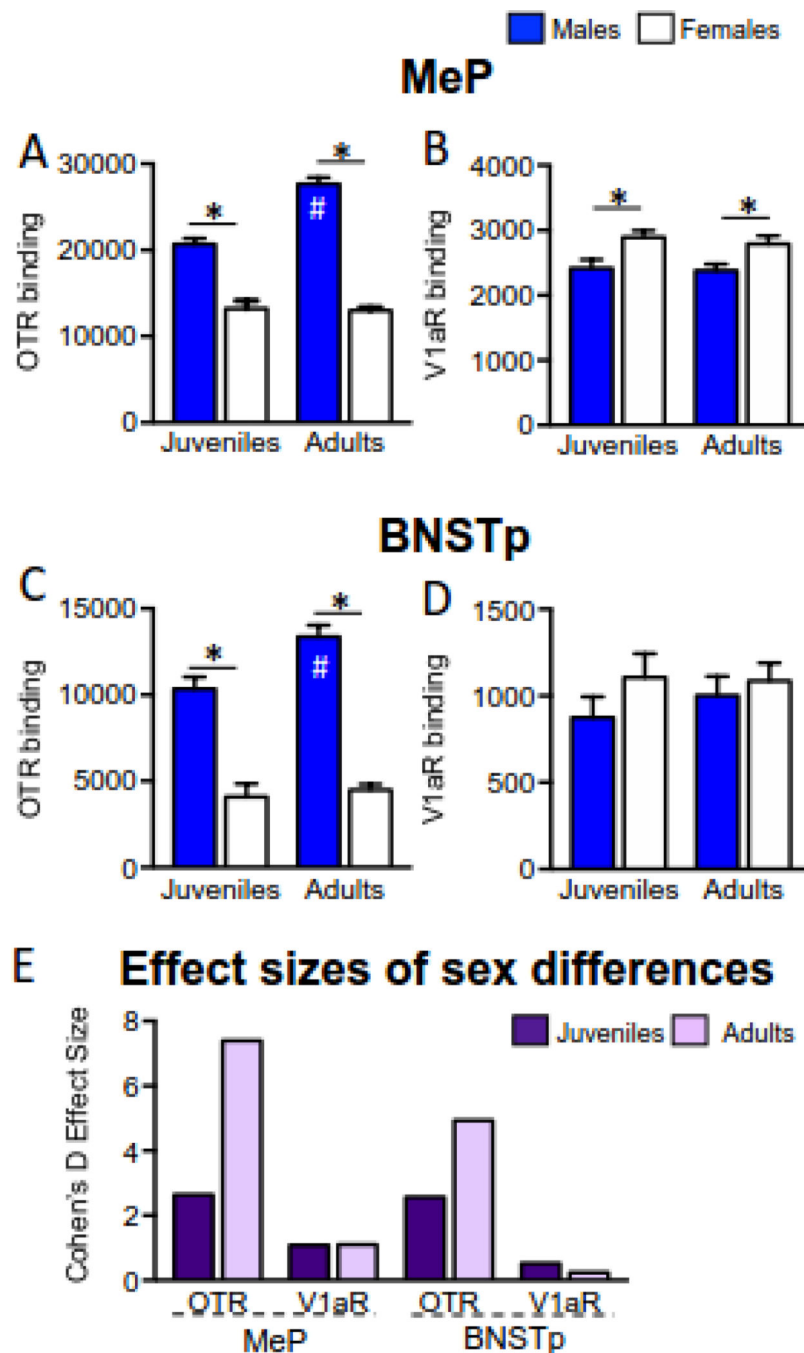 Males Females
MeP
A
B
OTR binding
30000
20000
10000
0
*
#
*
Juveniles Adults
V1aR binding
4000
3000
2000
1000
0
*
*
Juveniles Adults
BNSTp
C
D
OTR binding
15000
10000
5000
0
*
#
*
Juveniles Adults
V1aR binding
1500
1000
500
0
Juveniles Adults
E Effect sizes of sex differences
Juveniles Adults
Cohen's D Effect Size
8
6
4
2
0
OTR V1aR OTR V1aR
MeP BNSTp